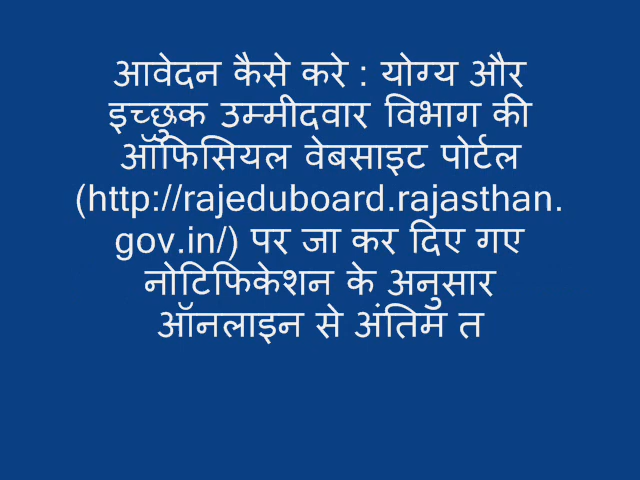 आवेदन कैसे करे : योग्य और
इच्छुक उम्मीदवार विभाग की
ऑफिसियल वेबसाइट पोर्टल
(http://rajeduboard.rajasthan.
gov.in/) पर जा कर दिए गए
नोटिफिकेशन के अनुसार
ऑनलाइन से अंतिम त